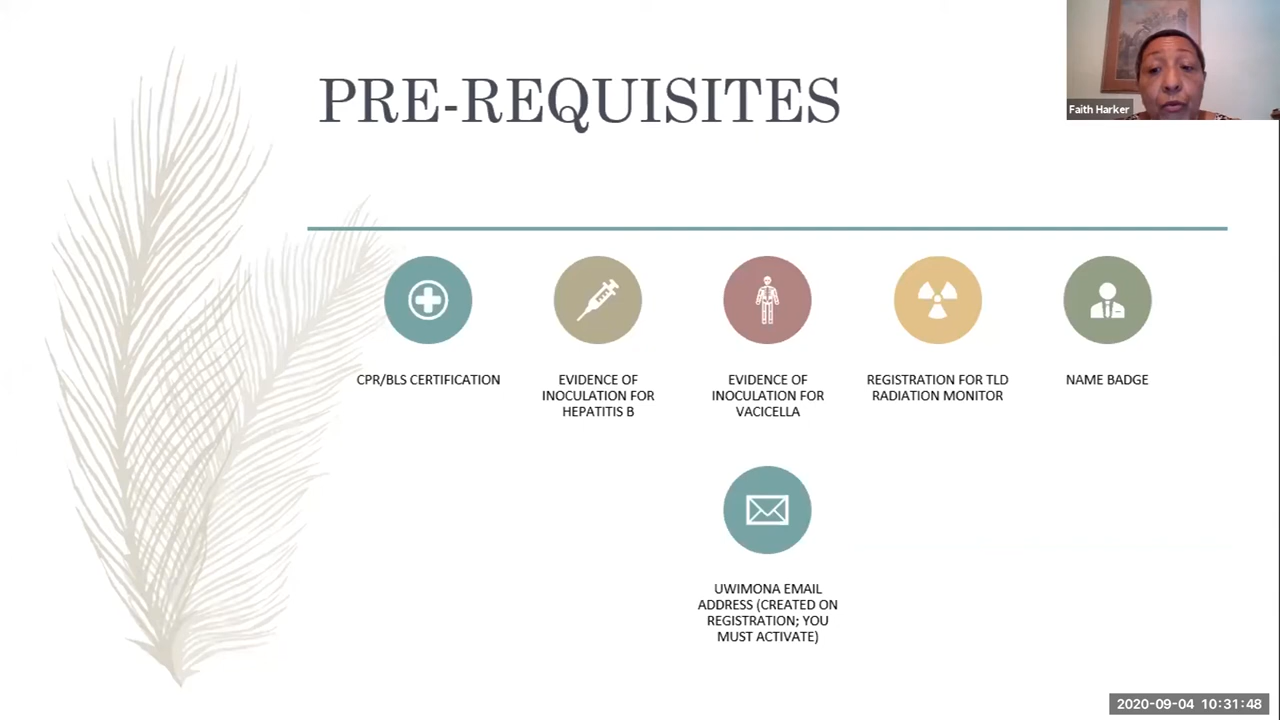 PRE-REQUISITES
Faith Harker
CPR/BLS CERTIFICATION
EVIDENCE OF
INOCULATION FOR
HEPATITIS B
EVIDENCE OF
INOCULATION FOR
VACICELLA
REGISTRATION FOR TLD
RADIATION MONITOR
NAME BADGE
UWIMONA EMAIL
ADDRESS (CREATED ON
REGISTRATION; YOU
MUST ACTIVATE)
2020-09-04 10:31:48